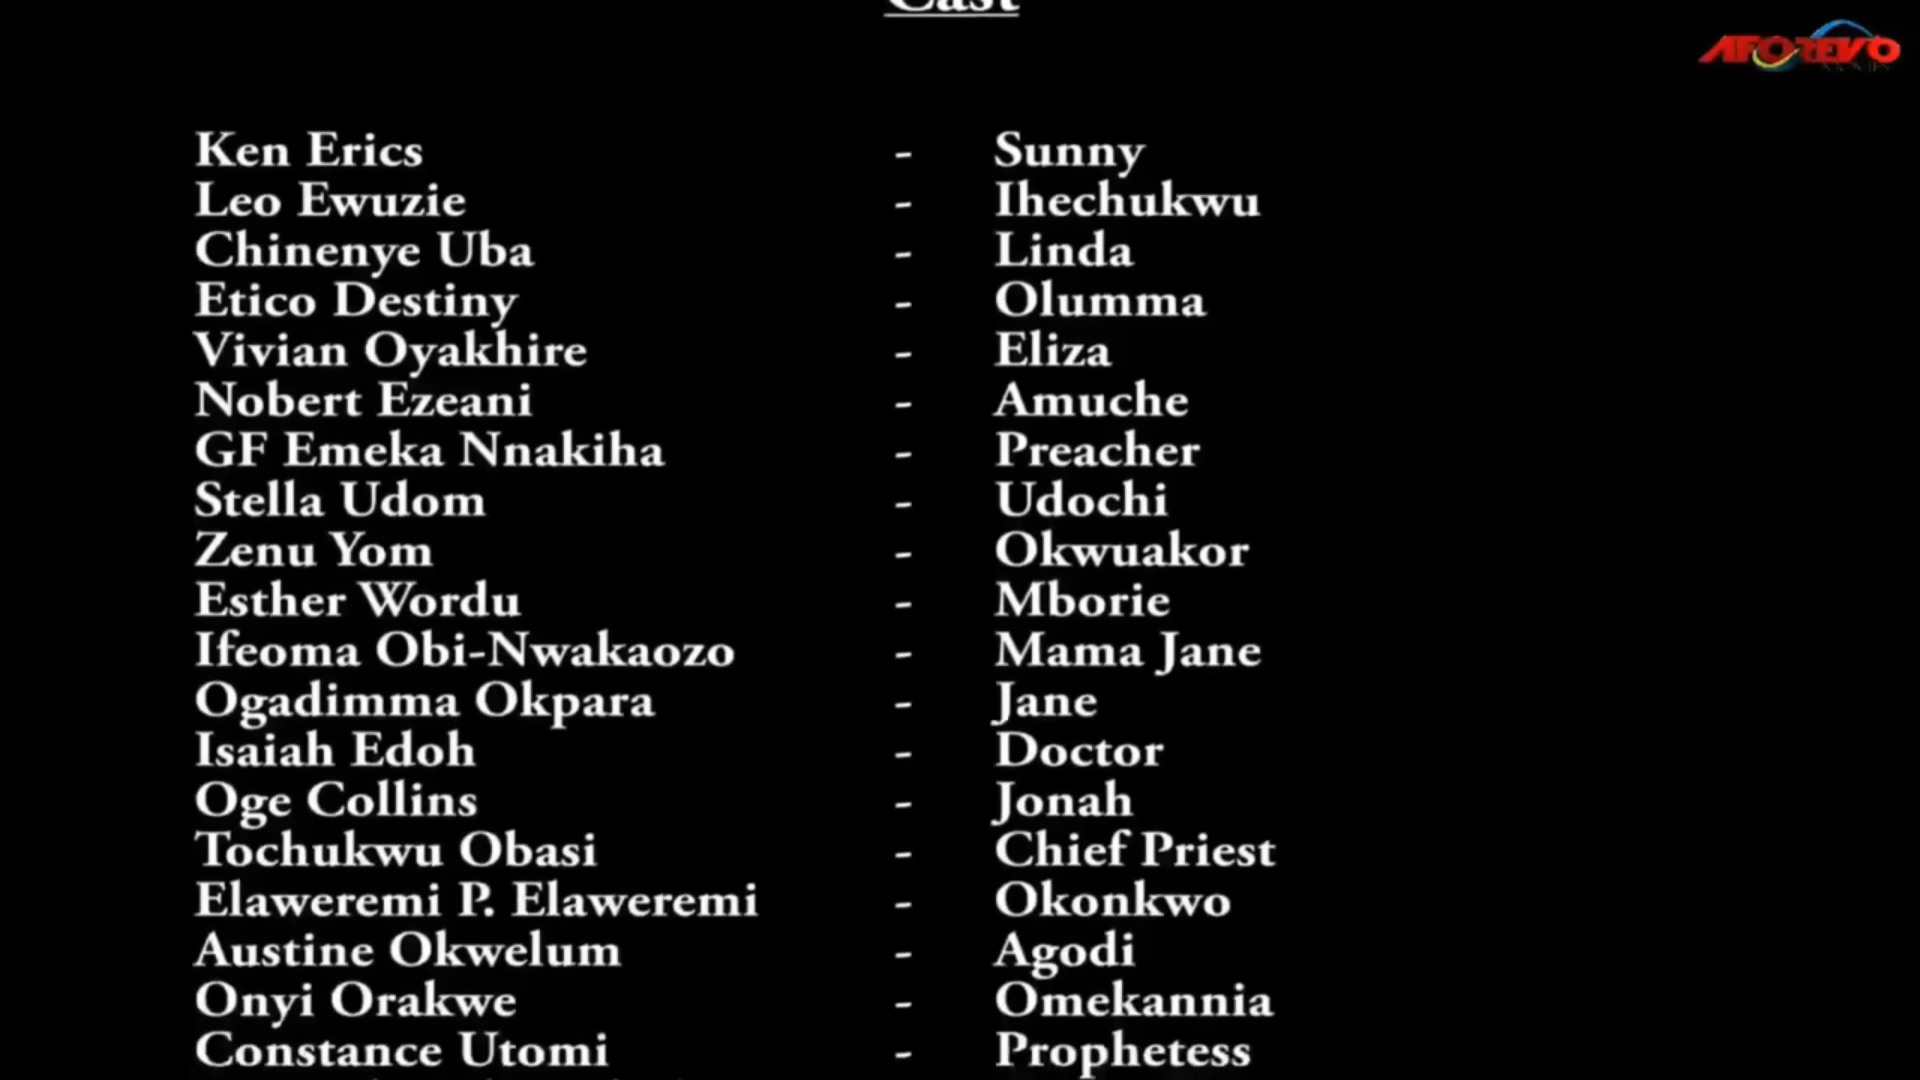 Cast
AFOREVO
Ken Erics - Sunny
Leo Ewuzie - Ihechukwu
Chinenye Uba - Linda
Etico Destiny - Olumma
Vivian Oyakhire - Eliza
Nobert Ezeani - Amuche
GF Emeka Nnakiha - Preacher
Stella Udom - Udochi
Zenu Yom - Okwuakor
Esther Wordu - Mborie
Ifeoma Obi-Nwakaozo - Mama Jane
Ogadimma Okpara - Jane
Isaiah Edoh - Doctor
Oge Collins - Jonah
Tochukwu Obasi - Chief Priest
Elaweremi P. Elaweremi - Okonkwo
Austine Okwelum - Agodi
Onyi Orakwe - Omekannia
Constance Utomi - Prophetess